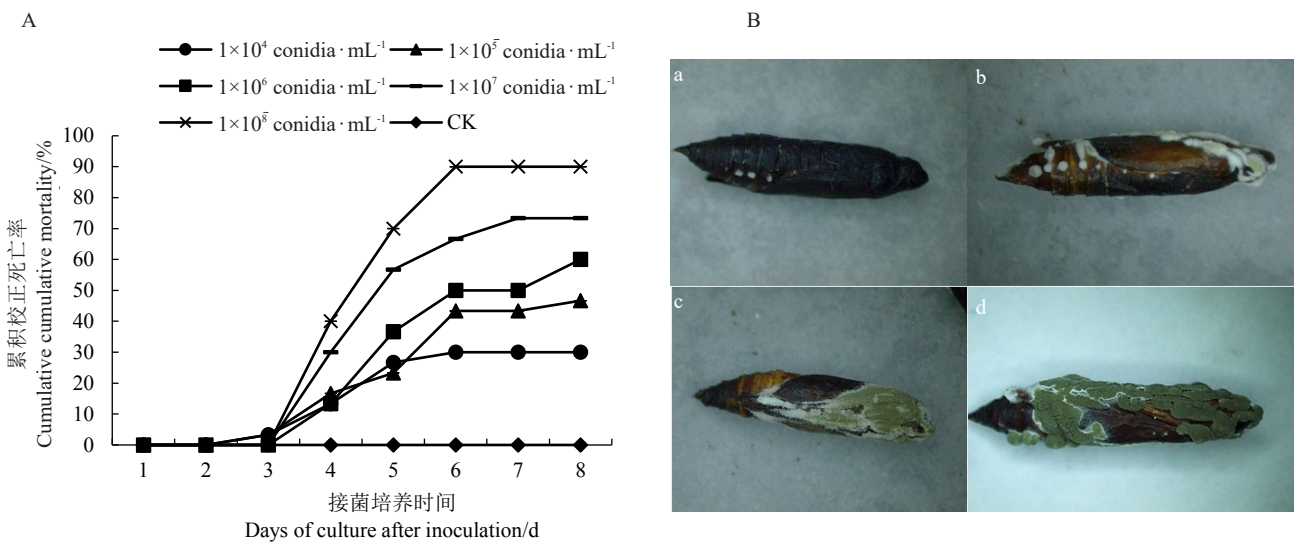 A
B
1×10⁴ conidia·mL⁻¹ 1×10⁵ conidia·mL⁻¹
1×10⁶ conidia·mL⁻¹ 1×10⁷ conidia·mL⁻¹
1×10⁸ conidia·mL⁻¹ CK
累积校正死亡率
Cumulative cumulative mortality/%
100
90
80
70
60
50
40
30
20
10
0
1 2 3 4 5 6 7 8
接菌培养时间
Days of culture after inoculation/d
a
b
c
d